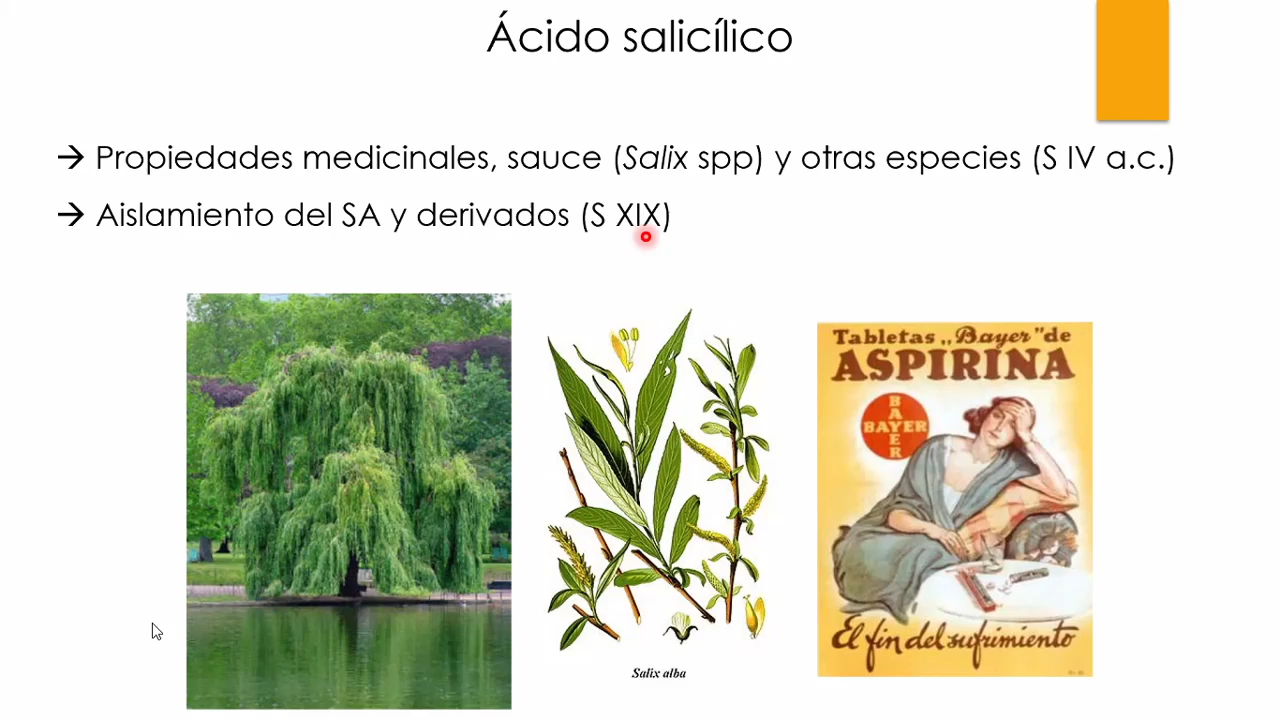 Ácido salicílico
→ Propiedades medicinales, sauce (Salix spp) y otras especies (S IV a.c.)
→ Aislamiento del SA y derivados (S XIX)
Tabletas „Bayer" de
ASPIRINA
BAYER
BAYER
El fin del sufrimiento
Salix alba